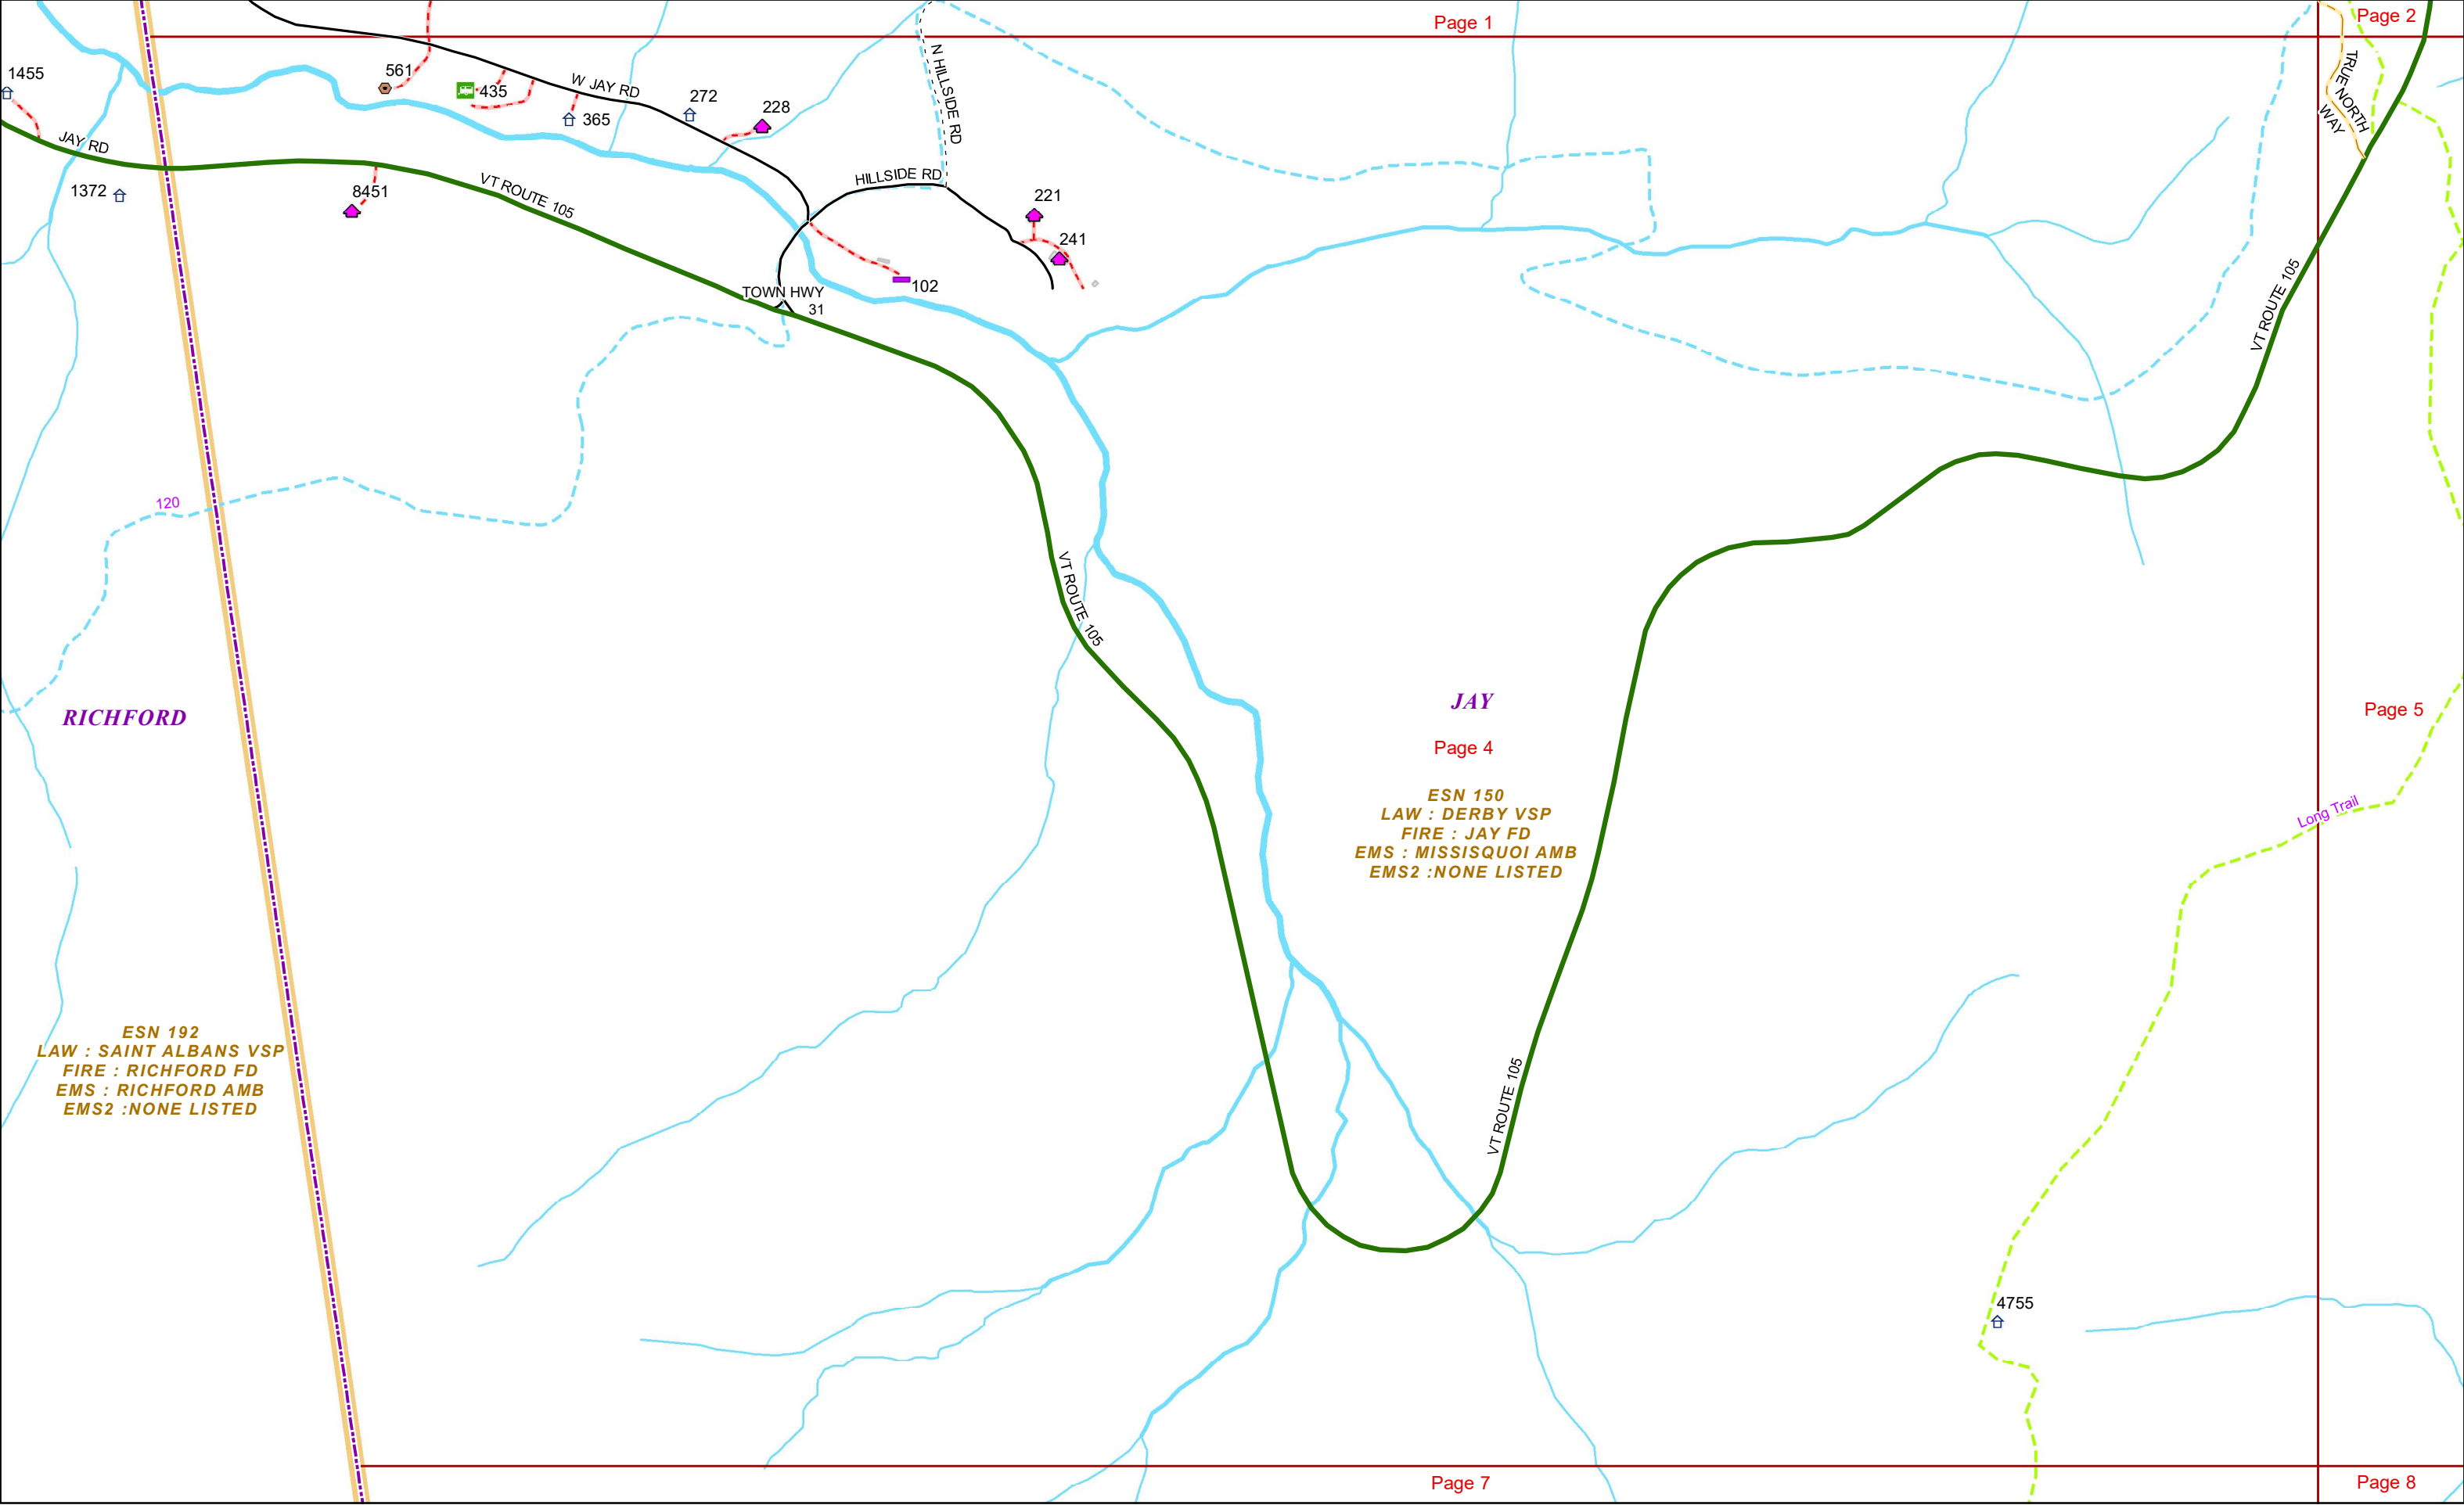 Page 1
Page 2
1455
561
435
W JAY RD
365
272
228
N HILLSIDE RD
TRUE NORTH
WAY
JAY RD
1372
8451
VT ROUTE 105
HILLSIDE RD
221
241
102
TOWN HWY
31
VT ROUTE 105
120
VT ROUTE 105
RICHFORD
JAY
Page 4
Page 5
ESN 150
LAW : DERBY VSP
FIRE : JAY FD
EMS : MISSISQUOI AMB
EMS2 :NONE LISTED
Long Trail
ESN 192
LAW : SAINT ALBANS VSP
FIRE : RICHFORD FD
EMS : RICHFORD AMB
EMS2 :NONE LISTED
VT ROUTE 105
4755
Page 7
Page 8